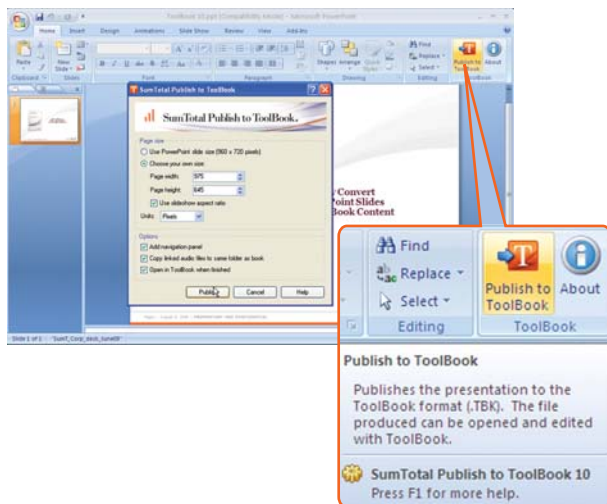 ToolBook 10.ppt [Compatibility Mode] - Microsoft PowerPoint
Home Insert Design Animations Slide Show Review View Add-Ins
Paste New Slide Shapes Arrange Quick Styles Find Replace Select Publish to ToolBook About
Clipboard Slides Font Paragraph Drawing Editing ToolBook
SumTotal Publish to ToolBook
SumTotal Publish to ToolBook.
Page size
Use PowerPoint slide size (960 x 720 pixels)
Choose your own size:
Page width: 975
Page height: 645
Use slideshow aspect ratio
Units: Pixels
Options
Add navigation panel
Copy linked audio files to same folder as book
Open in ToolBook when finished
Publish Cancel Help
Convert
Point Slides
Book Content
Slide 1 of 1 "SumT_Corp_deck_June08"
Find
Replace
Select
Editing
Publish to
ToolBook
About
ToolBook
Publish to ToolBook
Publishes the presentation to the
ToolBook format (.TBK). The file
produced can be opened and edited
with ToolBook.
SumTotal Publish to ToolBook 10
Press F1 for more help.